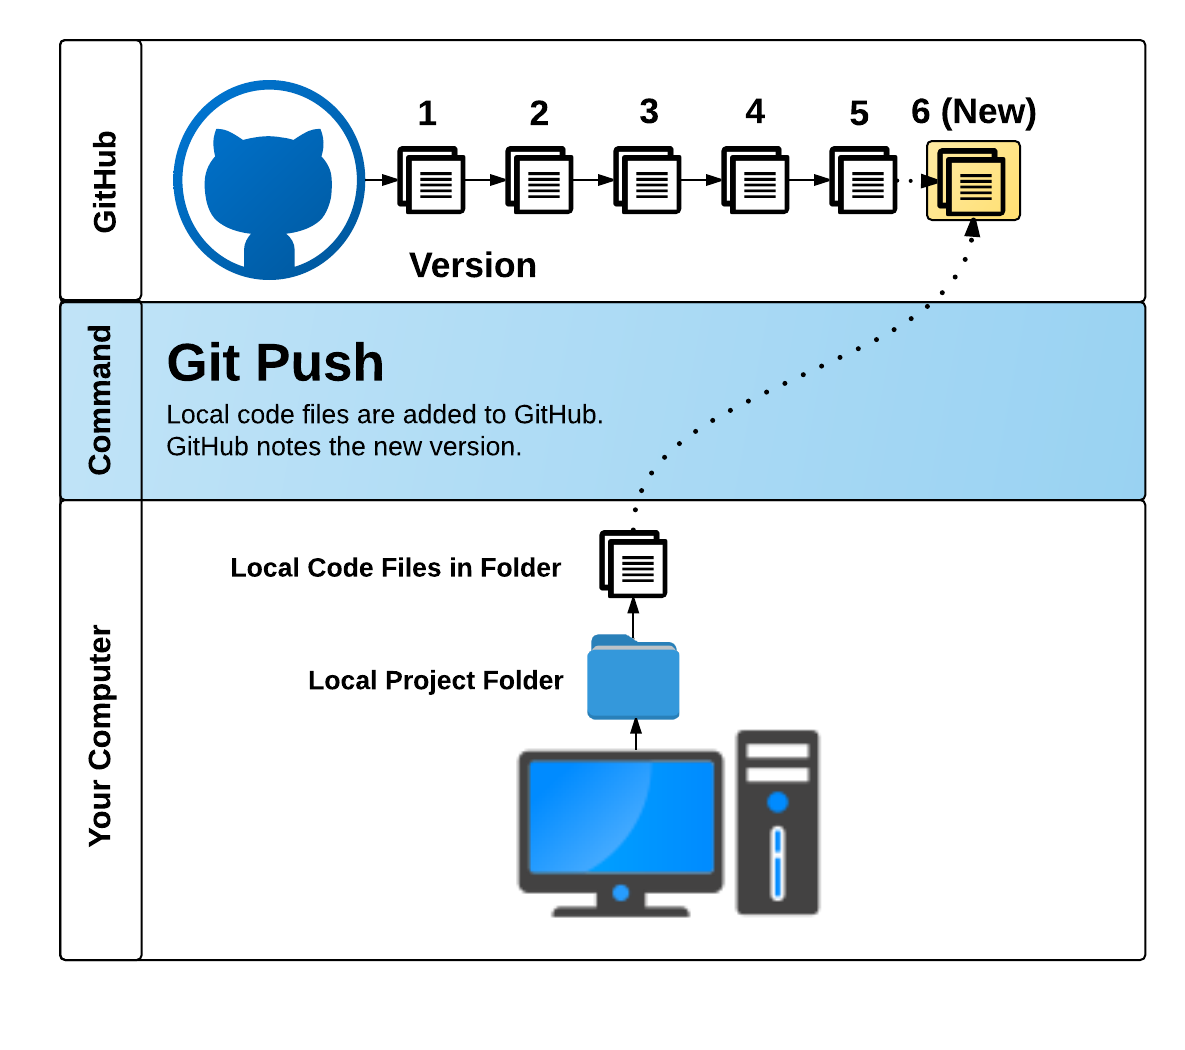 GitHub
1 2 3 4 5 6 (New)
Version
Command
Git Push
Local code files are added to GitHub.
GitHub notes the new version.
Your Computer
Local Code Files in Folder
Local Project Folder